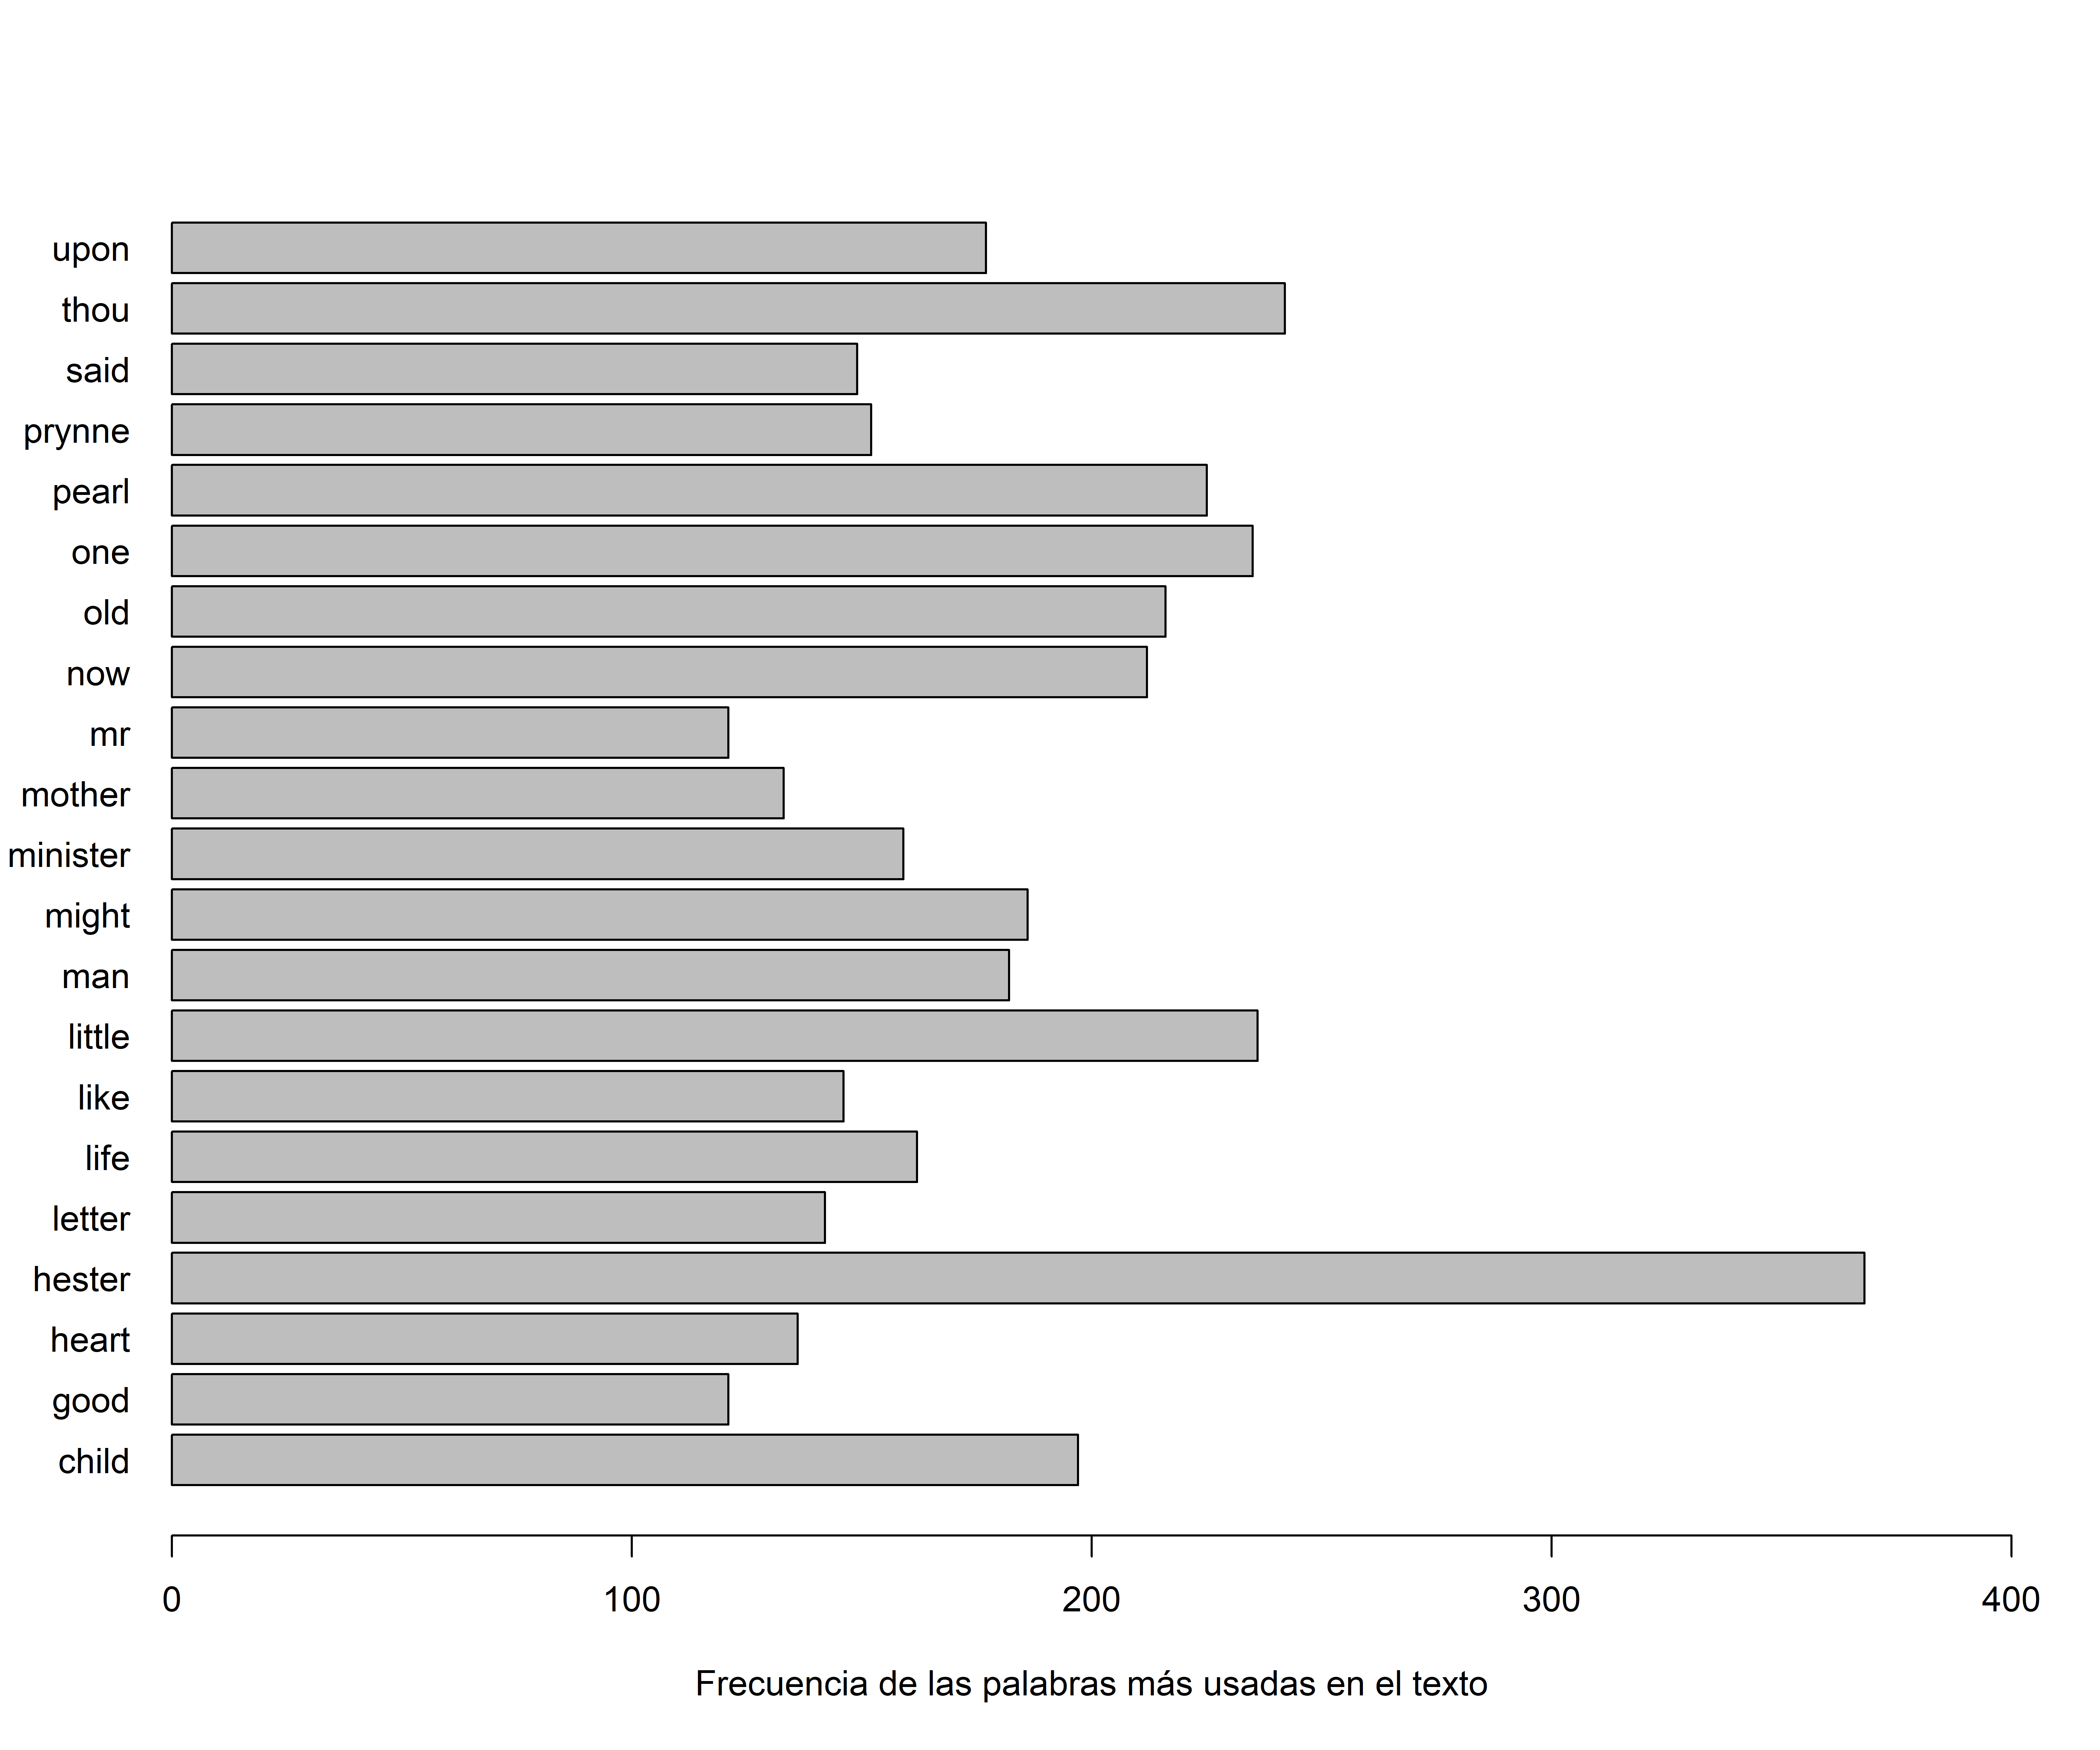 upon
thou
said
prynne
pearl
one
old
now
mr
mother
minister
might
man
little
like
life
letter
hester
heart
good
child
0 100 200 300 400
Frecuencia de las palabras más usadas en el texto